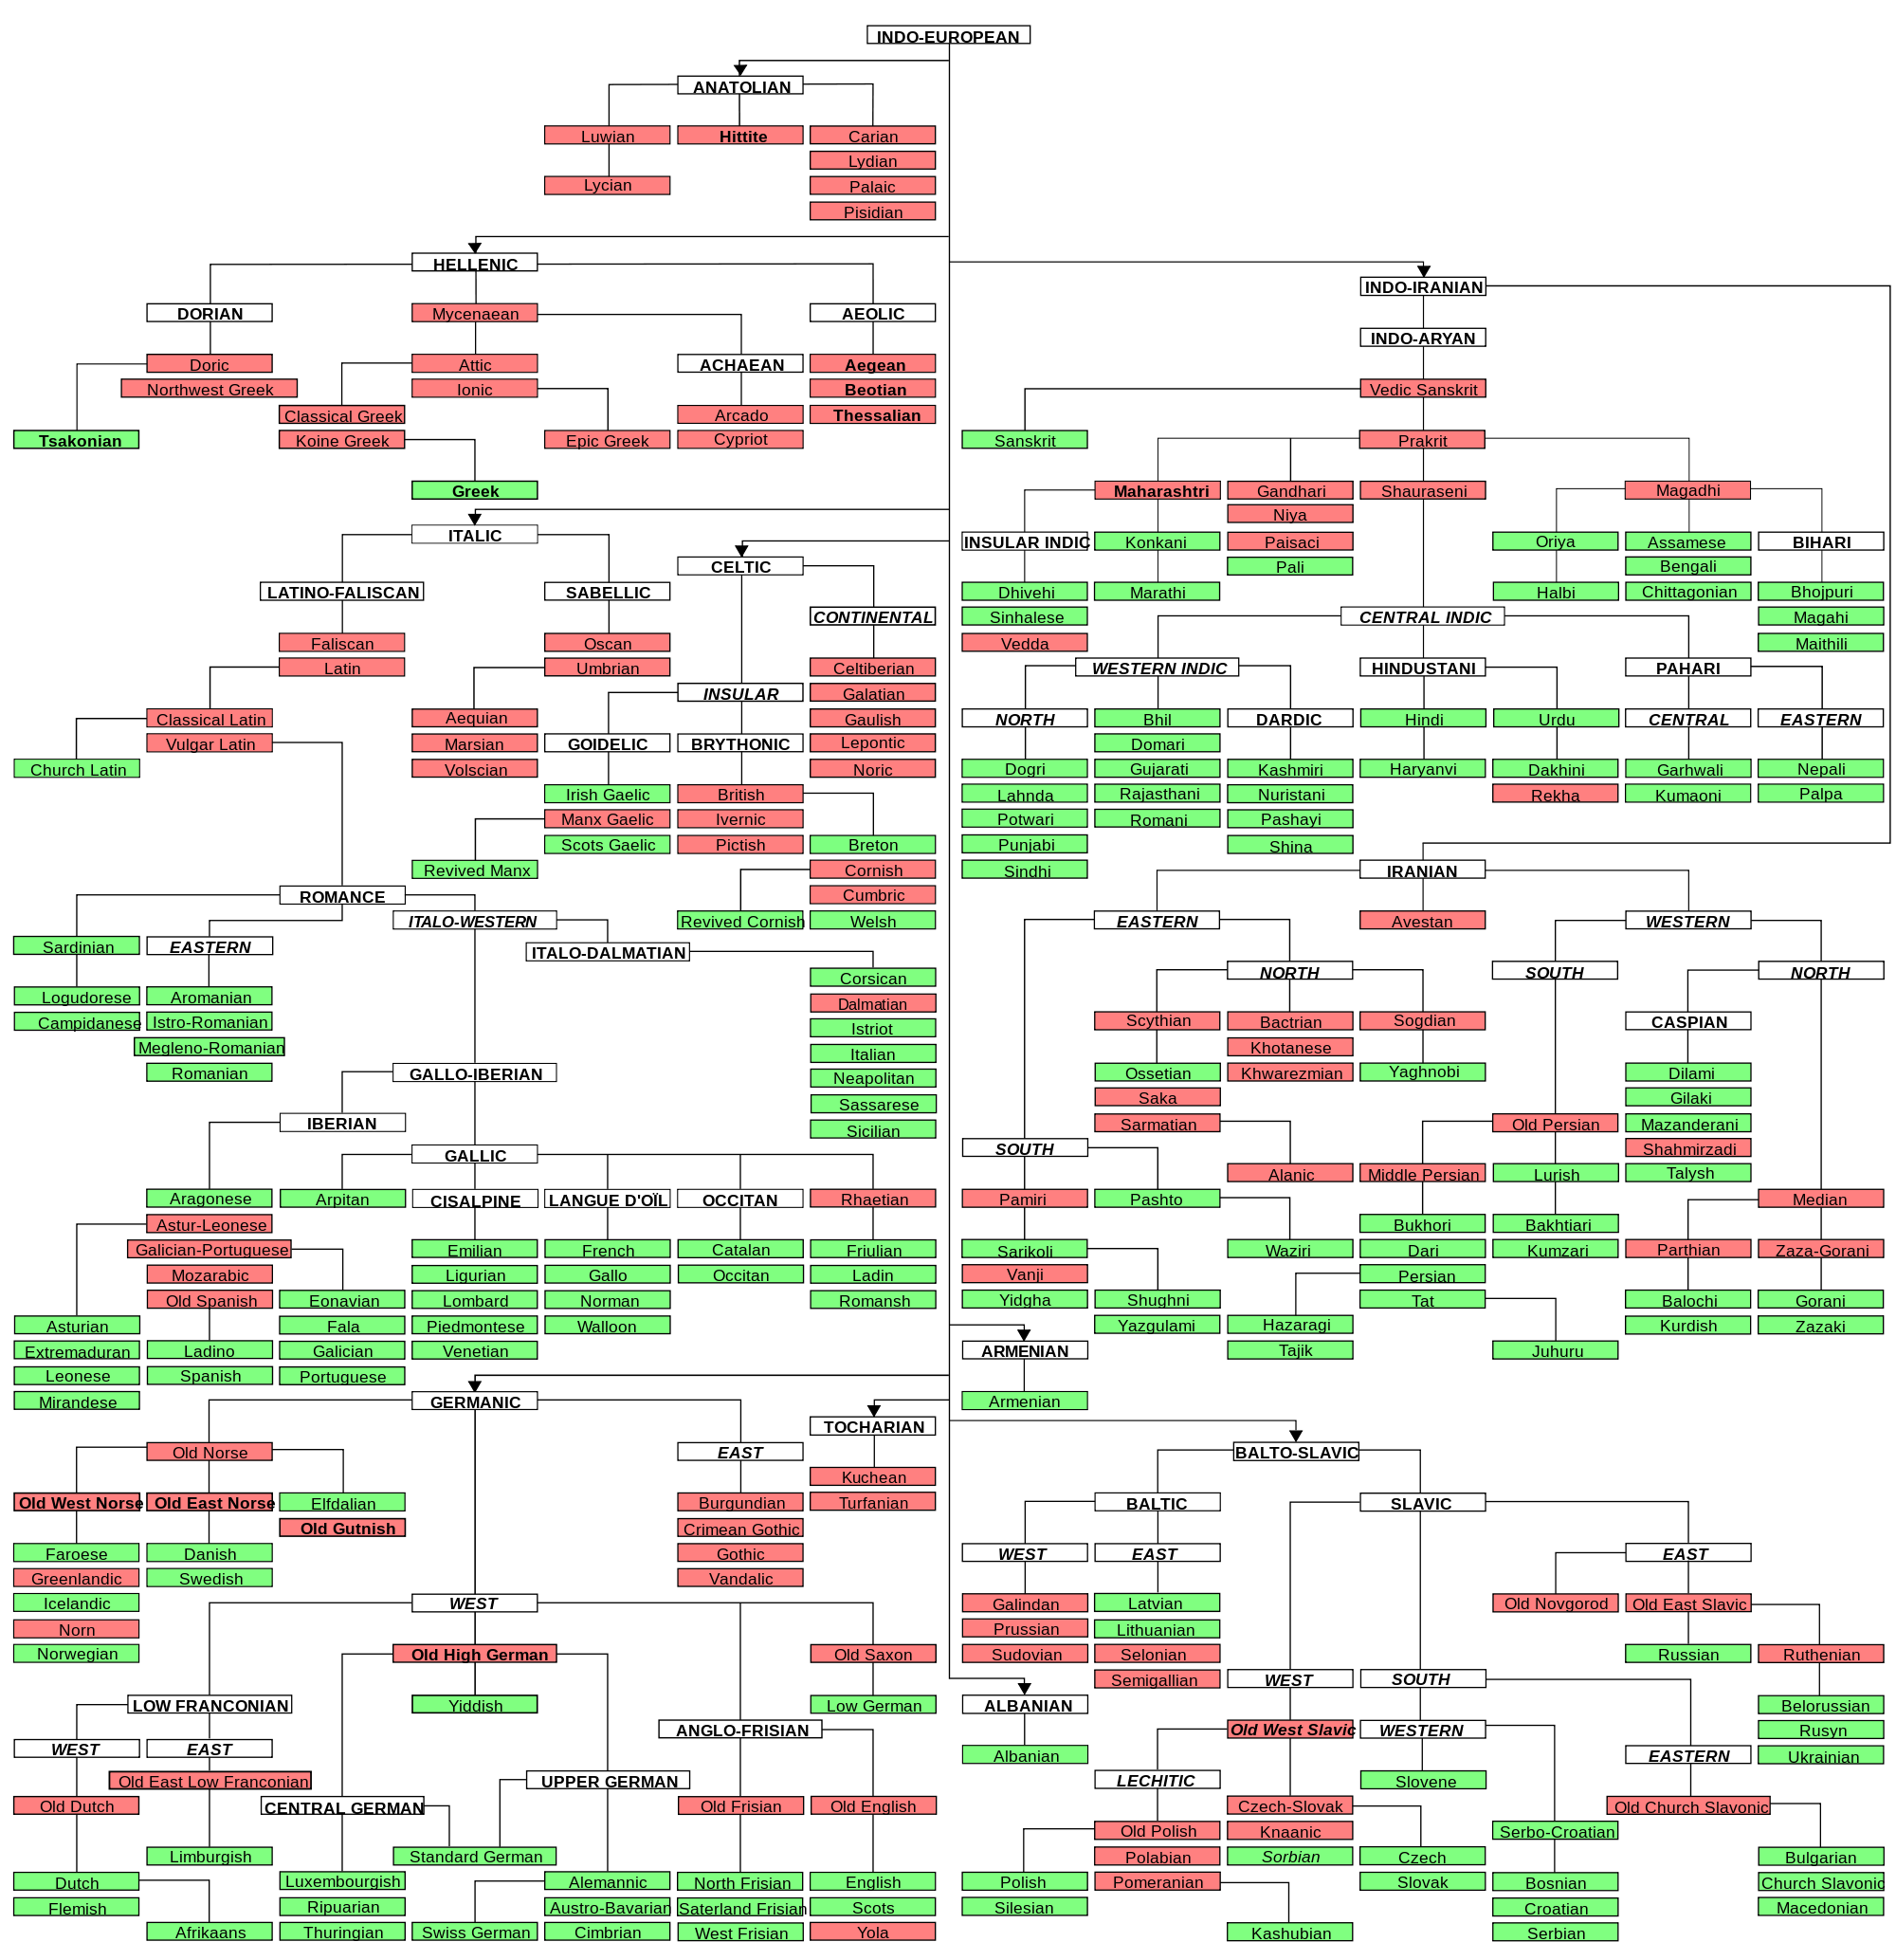 INDO-EUROPEAN
ANATOLIAN
Luwian
Hittite
Carian
Lydian
Lycian
Palaic
Pisidian
HELLENIC
DORIAN
Mycenaean
AEOLIC
Doric
Attic
ACHAEAN
Aegean
Northwest Greek
Ionic
Beotian
Classical Greek
Arcado
Thessalian
Tsakonian
Koine Greek
Epic Greek
Cypriot
Greek
INDO-IRANIAN
INDO-ARYAN
Vedic Sanskrit
Sanskrit
Prakrit
Maharashtri
Gandhari
Shauraseni
Magadhi
Niya
INSULAR INDIC
Konkani
Paisaci
Oriya
Assamese
BIHARI
Pali
Bengali
Dhivehi
Marathi
Halbi
Chittagonian
Bhojpuri
Sinhalese
CENTRAL INDIC
Magahi
Vedda
Maithili
WESTERN INDIC
HINDUSTANI
PAHARI
NORTH
Bhil
DARDIC
Hindi
Urdu
CENTRAL
EASTERN
Domari
Dogri
Gujarati
Kashmiri
Haryanvi
Dakhini
Garhwali
Nepali
Lahnda
Rajasthani
Nuristani
Rekha
Kumaoni
Palpa
Potwari
Romani
Pashayi
Punjabi
Shina
Sindhi
ITALIC
CELTIC
LATINO-FALISCAN
SABELLIC
CONTINENTAL
Faliscan
Oscan
Latin
Umbrian
Celtiberian
INSULAR
Galatian
Classical Latin
Aequian
Gaulish
Vulgar Latin
Marsian
GOIDELIC
BRYTHONIC
Lepontic
Church Latin
Volscian
Noric
Irish Gaelic
British
Manx Gaelic
Ivernic
Scots Gaelic
Pictish
Breton
Revived Manx
Cornish
ROMANCE
Cumbric
ITALO-WESTERN
Revived Cornish
Welsh
Sardinian
EASTERN
ITALO-DALMATIAN
Corsican
Logudorese
Aromanian
Dalmatian
Campidanese
Istro-Romanian
Istriot
Megleno-Romanian
Italian
Romanian
GALLO-IBERIAN
Neapolitan
Sassarese
IBERIAN
Sicilian
GALLIC
Aragonese
Arpitan
CISALPINE
LANGUE D'OÏL
OCCITAN
Rhaetian
Astur-Leonese
Galician-Portuguese
Emilian
French
Catalan
Friulian
Mozarabic
Ligurian
Gallo
Occitan
Ladin
Old Spanish
Eonavian
Lombard
Norman
Romansh
Asturian
Fala
Piedmontese
Walloon
Extremaduran
Ladino
Galician
Venetian
Leonese
Spanish
Portuguese
Mirandese
IRANIAN
EASTERN
Avestan
WESTERN
NORTH
SOUTH
NORTH
Scythian
Bactrian
Sogdian
CASPIAN
Khotanese
Ossetian
Khwarezmian
Yaghnobi
Dilami
Saka
Gilaki
Sarmatian
Old Persian
Mazanderani
SOUTH
Shahmirzadi
Alanic
Middle Persian
Lurish
Talysh
Pamiri
Pashto
Median
Bukhori
Bakhtiari
Sarikoli
Waziri
Dari
Kumzari
Parthian
Zaza-Gorani
Vanji
Persian
Yidgha
Shughni
Tat
Balochi
Gorani
Yazgulami
Hazaragi
Kurdish
Zazaki
Tajik
Juhuru
ARMENIAN
Armenian
GERMANIC
TOCHARIAN
Old Norse
EAST
Kuchean
Old West Norse
Old East Norse
Elfdalian
Burgundian
Turfanian
Old Gutnish
Crimean Gothic
Faroese
Danish
Gothic
Greenlandic
Swedish
Vandalic
Icelandic
WEST
Norn
Norwegian
Old High German
Old Saxon
LOW FRANCONIAN
Yiddish
Low German
ANGLO-FRISIAN
WEST
EAST
Old East Low Franconian
UPPER GERMAN
Old Dutch
CENTRAL GERMAN
Old Frisian
Old English
Limburgish
Standard German
Dutch
Luxembourgish
Alemannic
North Frisian
English
Flemish
Ripuarian
Austro-Bavarian
Saterland Frisian
Scots
Afrikaans
Thuringian
Swiss German
Cimbrian
West Frisian
Yola
BALTO-SLAVIC
BALTIC
SLAVIC
WEST
EAST
EAST
Galindan
Latvian
Old Novgorod
Old East Slavic
Prussian
Lithuanian
Sudovian
Selonian
Russian
Ruthenian
Semigallian
WEST
SOUTH
ALBANIAN
Belorussian
Old West Slavic
WESTERN
Rusyn
Albanian
EASTERN
Ukrainian
LECHITIC
Slovene
Czech-Slovak
Old Church Slavonic
Old Polish
Knaanic
Serbo-Croatian
Polabian
Sorbian
Czech
Bulgarian
Polish
Pomeranian
Slovak
Bosnian
Church Slavonic
Silesian
Croatian
Macedonian
Kashubian
Serbian